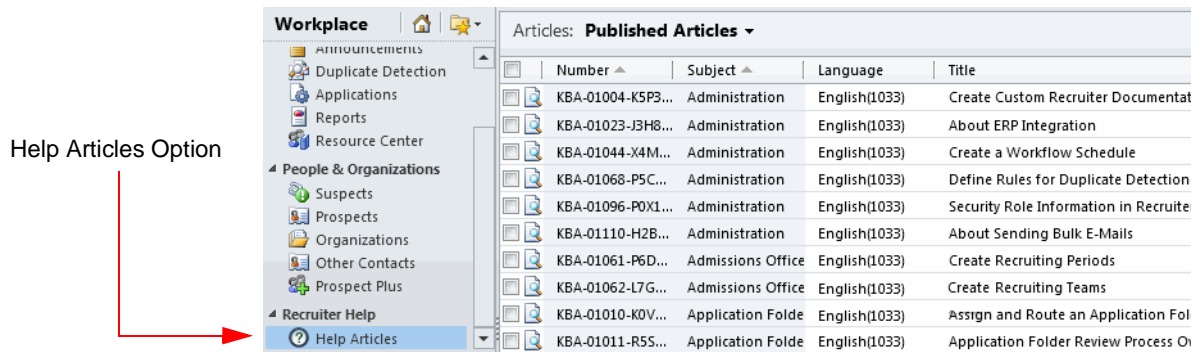 Help Articles Option
Workplace
Announcements
Duplicate Detection
Applications
Reports
Resource Center
People & Organizations
Suspects
Prospects
Organizations
Other Contacts
Prospect Plus
Recruiter Help
Help Articles
Articles: Published Articles
Number Subject Language Title
KBA-01004-K5P3... Administration English(1033) Create Custom Recruiter Documentat
KBA-01023-J3H8... Administration English(1033) About ERP Integration
KBA-01044-X4M... Administration English(1033) Create a Workflow Schedule
KBA-01068-P5C... Administration English(1033) Define Rules for Duplicate Detection
KBA-01096-P0X1... Administration English(1033) Security Role Information in Recruite
KBA-01110-H2B... Administration English(1033) About Sending Bulk E-Mails
KBA-01061-P6D... Admissions Office English(1033) Create Recruiting Periods
KBA-01062-L7G... Admissions Office English(1033) Create Recruiting Teams
KBA-01010-K0V... Application Folde English(1033) Assign and Route an Application Fol
KBA-01011-R5S... Application Folde English(1033) Application Folder Review Process Ov